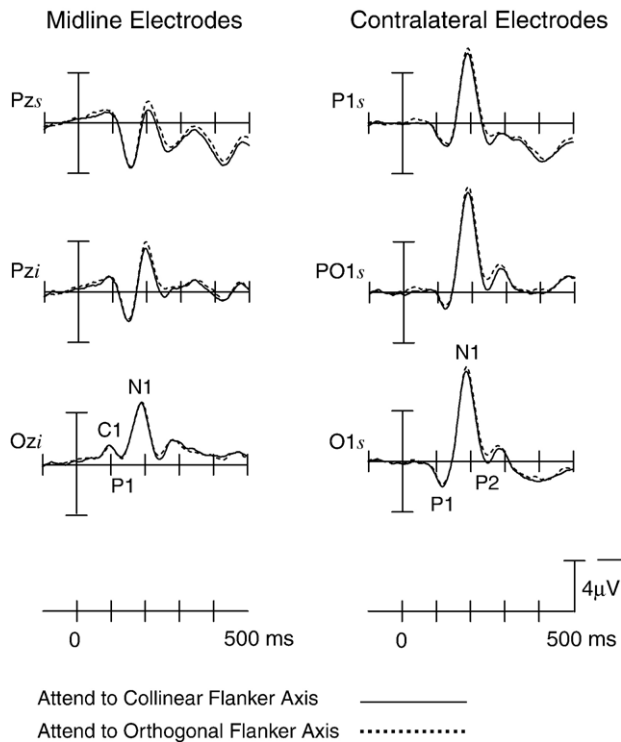 Midline Electrodes
Contralateral Electrodes
Pzs
P1s
Pzi
PO1s
N1
C1
Ozi
P1
N1
O1s
P1
P2
4μV
0
500 ms
0
500 ms
Attend to Collinear Flanker Axis
Attend to Orthogonal Flanker Axis